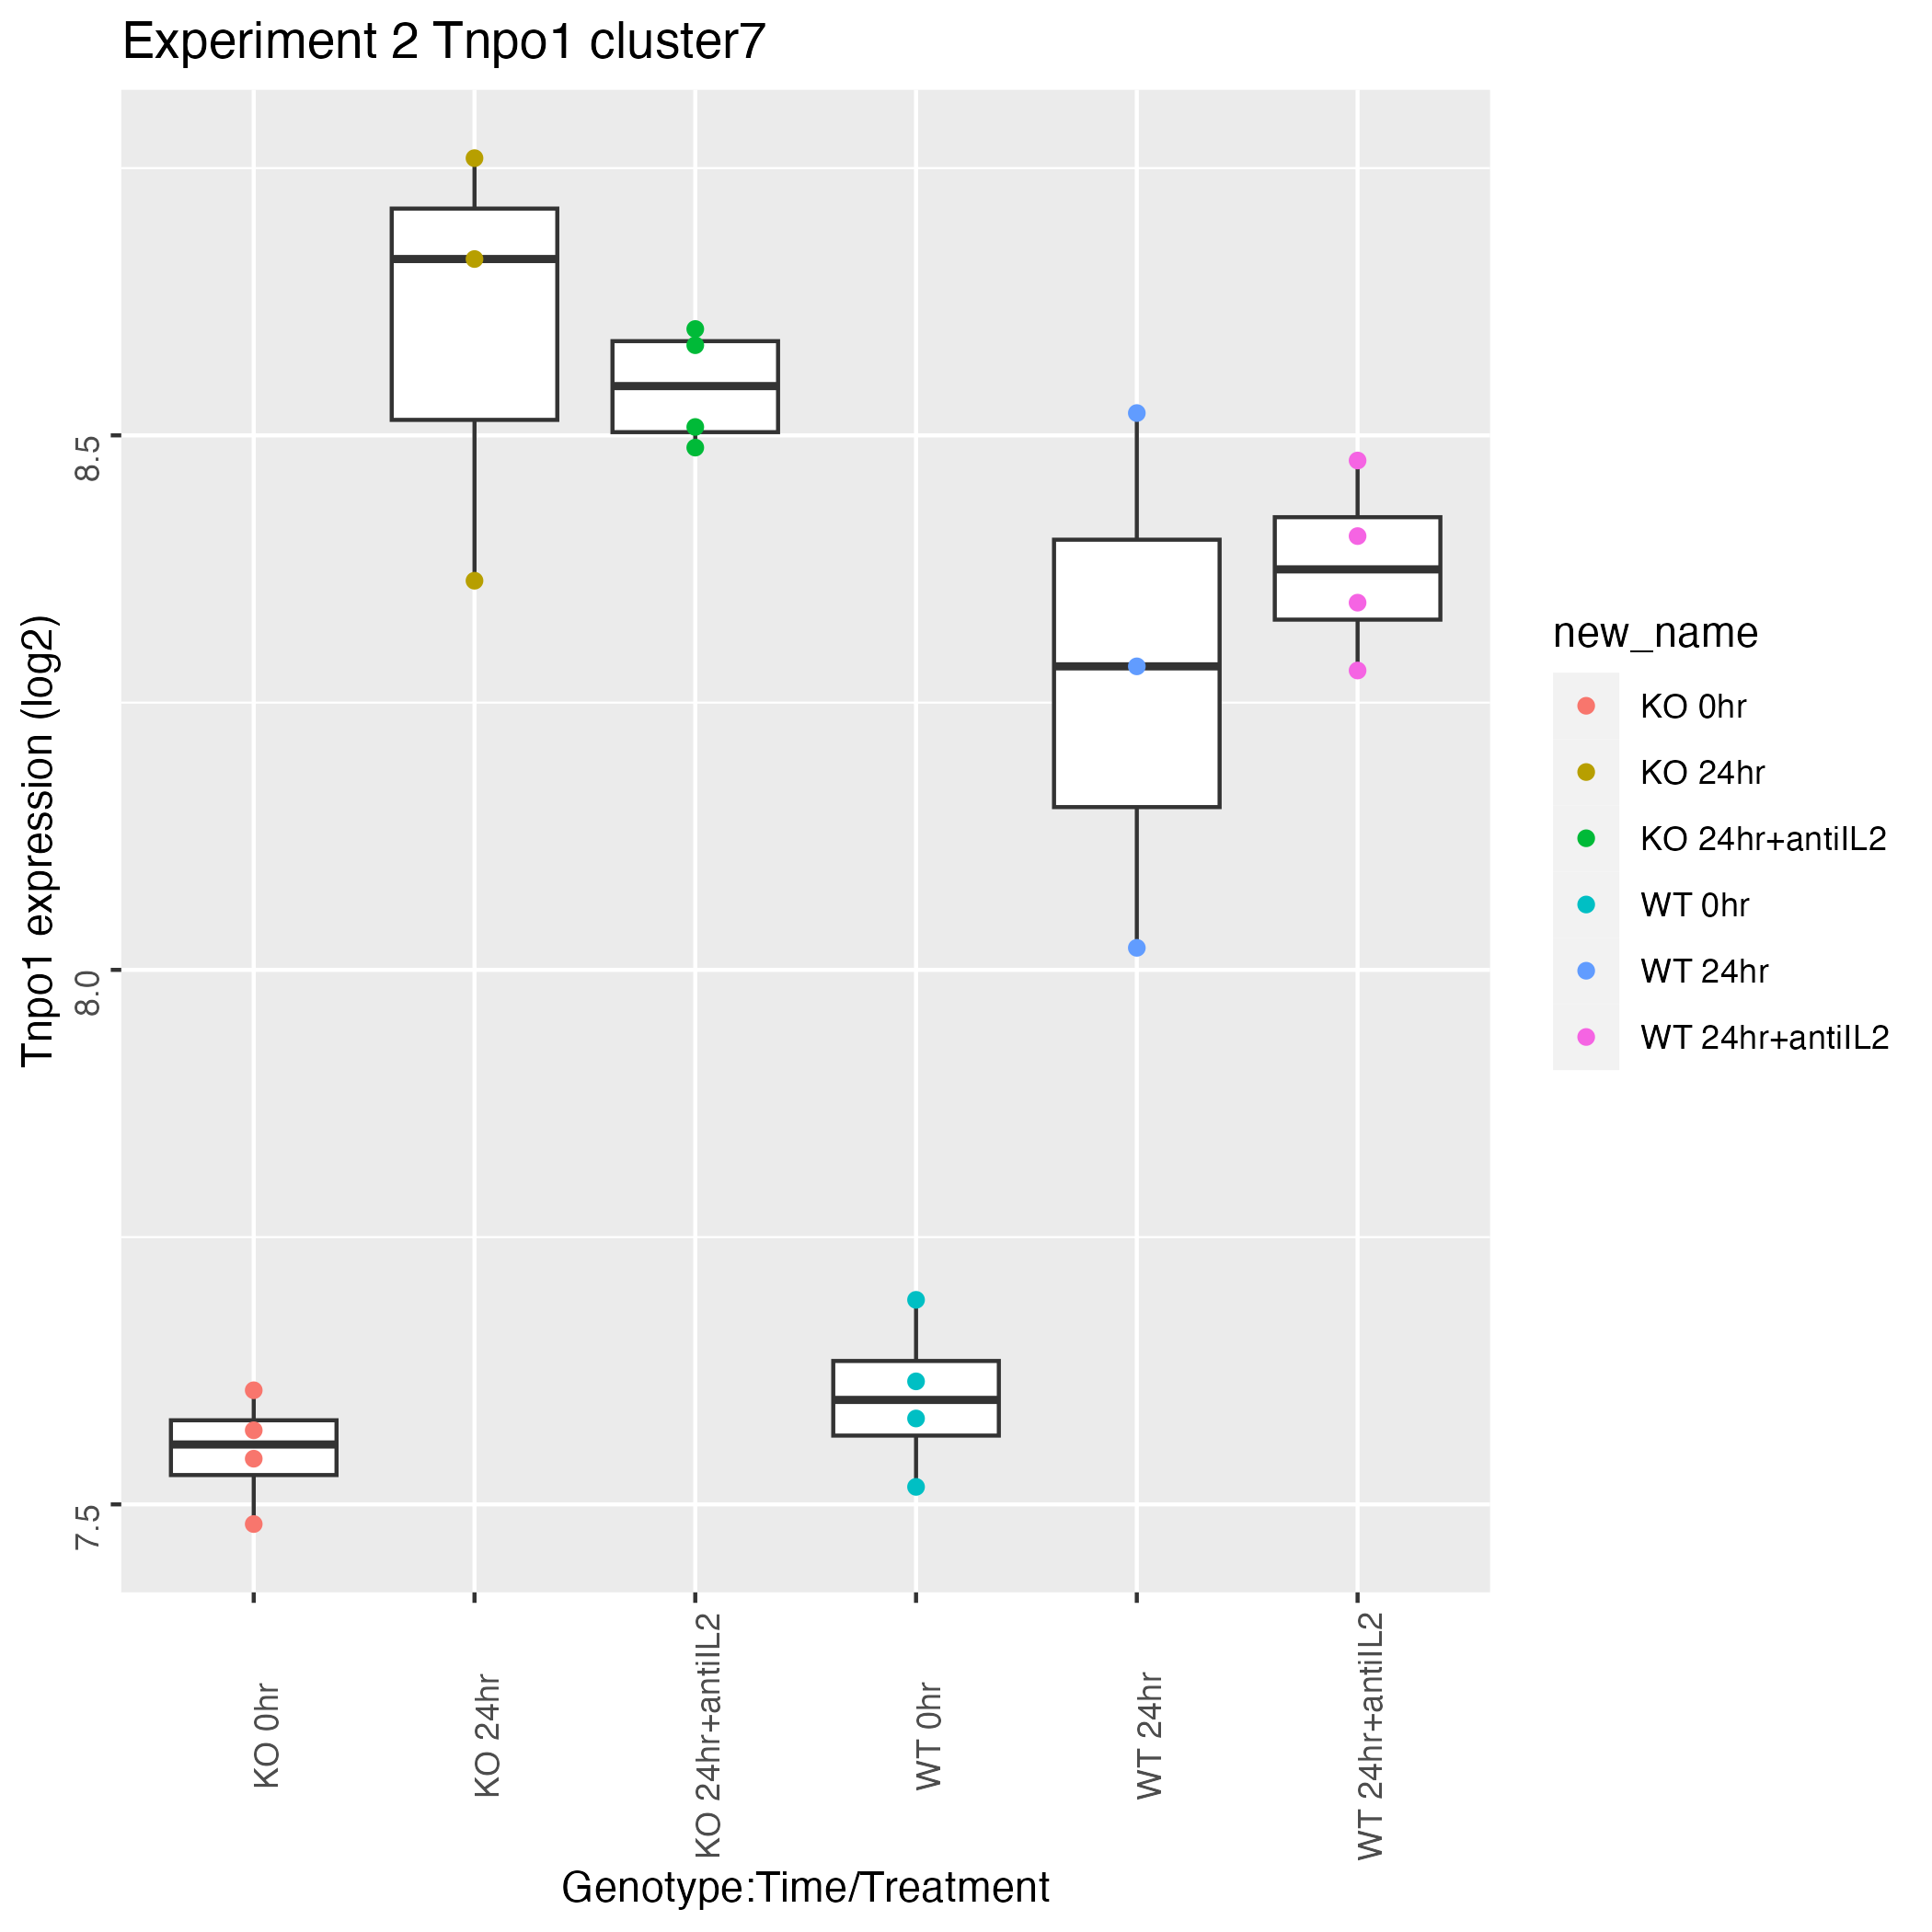 Experiment 2 Tnpo1 cluster7
Tnpo1 expression (log2)
8.5
8.0
7.5
KO 0hr
KO 24hr
KO 24hr+antiIL2
WT 0hr
WT 24hr
WT 24hr+antiIL2
Genotype:Time/Treatment
new_name
KO 0hr
KO 24hr
KO 24hr+antiIL2
WT 0hr
WT 24hr
WT 24hr+antiIL2